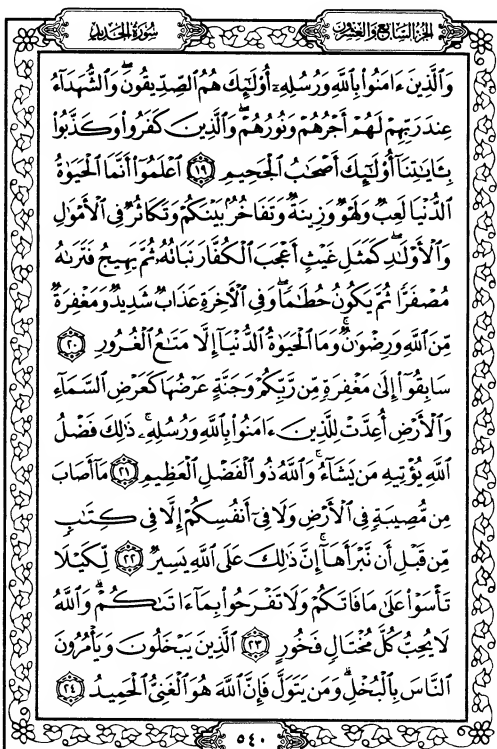 الجزء السابع والعشرون
سورة الحديد
وَالَّذِينَ ءَامَنُوا۟ بِاللَّهِ وَرُسُلِهِۦٓ أُو۟لَـٰٓئِكَ هُمُ الصِّدِّيقُونَ ۖ وَالشُّهَدَآءُ
عِندَ رَبِّهِمْ لَهُمْ أَجْرُهُمْ وَنُورُهُمْ ۖ وَالَّذِينَ كَفَرُوا۟ وَكَذَّبُوا۟
بِـَٔايَـٰتِنَآ أُو۟لَـٰٓئِكَ أَصْحَـٰبُ الْجَحِيمِ ١٩ اعْلَمُوٓا۟ أَنَّمَا الْحَيَوٰةُ
الدُّنْيَا لَعِبٌ وَلَهْوٌ وَزِينَةٌ وَتَفَاخُرٌۢ بَيْنَكُمْ وَتَكَاثُرٌ فِى الْأَمْوَٰلِ
وَالْأَوْلَـٰدِ ۖ كَمَثَلِ غَيْثٍ أَعْجَبَ الْكُفَّارَ نَبَاتُهُۥ ثُمَّ يَهِيجُ فَتَرَىٰهُ
مُصْفَرًّا ثُمَّ يَكُونُ حُطَـٰمًا ۖ وَفِى الْـَٔاخِرَةِ عَذَابٌ شَدِيدٌ وَمَغْفِرَةٌ
مِّنَ اللَّهِ وَرِضْوَٰنٌ ۚ وَمَا الْحَيَوٰةُ الدُّنْيَآ إِلَّا مَتَـٰعُ الْغُرُورِ ٢٠
سَابِقُوٓا۟ إِلَىٰ مَغْفِرَةٍ مِّن رَّبِّكُمْ وَجَنَّةٍ عَرْضُهَا كَعَرْضِ السَّمَآءِ
وَالْأَرْضِ أُعِدَّتْ لِلَّذِينَ ءَامَنُوا۟ بِاللَّهِ وَرُسُلِهِۦ ۚ ذَٰلِكَ فَضْلُ
اللَّهِ يُؤْتِيهِ مَن يَشَآءُ ۚ وَاللَّهُ ذُو الْفَضْلِ الْعَظِيمِ ٢١ مَآ أَصَابَ
مِن مُّصِيبَةٍ فِى الْأَرْضِ وَلَا فِىٓ أَنفُسِكُمْ إِلَّا فِى كِتَـٰبٍ
مِّن قَبْلِ أَن نَّبْرَأَهَآ ۚ إِنَّ ذَٰلِكَ عَلَى اللَّهِ يَسِيرٌ ٢٢ لِّكَيْلَا
تَأْسَوْا۟ عَلَىٰ مَا فَاتَكُمْ وَلَا تَفْرَحُوا۟ بِمَآ ءَاتَىٰكُمْ ۗ وَاللَّهُ
لَا يُحِبُّ كُلَّ مُخْتَالٍ فَخُورٍ ٢٣ الَّذِينَ يَبْخَلُونَ وَيَأْمُرُونَ
النَّاسَ بِالْبُخْلِ ۗ وَمَن يَتَوَلَّ فَإِنَّ اللَّهَ هُوَ الْغَنِىُّ الْحَمِيدُ ٢٤
٥٤٠